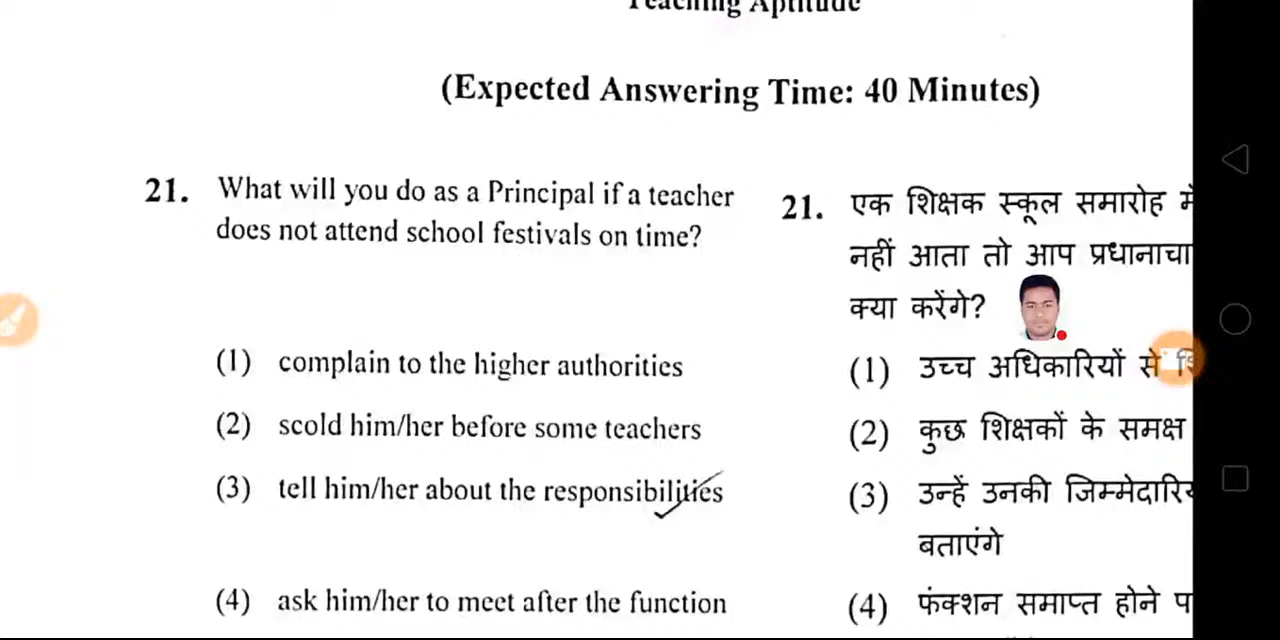 Teaching Aptitude
(Expected Answering Time: 40 Minutes)
21. What will you do as a Principal if a teacher
does not attend school festivals on time?
(1) complain to the higher authorities
(2) scold him/her before some teachers
(3) tell him/her about the responsibilities
(4) ask him/her to meet after the function
21. एक शिक्षक स्कूल समारोह में
नहीं आता तो आप प्रधानाचा
क्या करेंगे?
(1) उच्च अधिकारियों से शि
(2) कुछ शिक्षकों के समक्ष
(3) उन्हें उनकी जिम्मेदारिय
बताएंगे
(4) फंक्शन समाप्त होने प